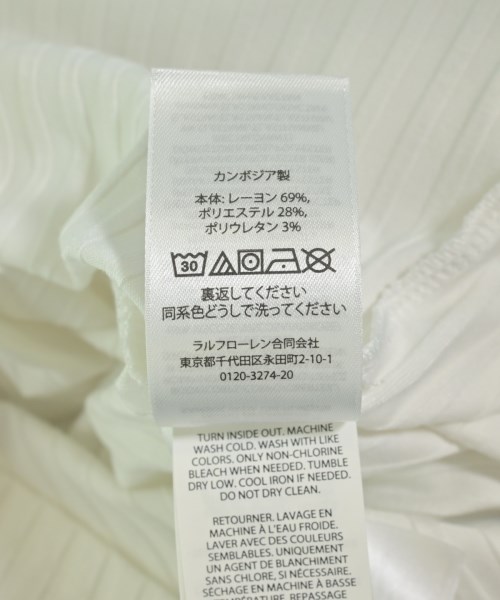 カンボジア製
本体: レーヨン 69%,
ポリエステル 28%,
ポリウレタン 3%
30
裏返してください
同系色どうしで洗ってください
ラルフローレン合同会社
東京都千代田区永田町2-10-1
0120-3274-20
TURN INSIDE OUT. MACHINE
WASH COLD. WASH WITH LIKE
COLORS. ONLY NON-CHLORINE
BLEACH WHEN NEEDED. TUMBLE
DRY LOW. COOL IRON IF NEEDED.
DO NOT DRY CLEAN.
RETOURNER. LAVAGE EN
MACHINE À L'EAU FROIDE.
LAVER AVEC DES COULEURS
SEMBLABLES. UNIQUEMENT
UN AGENT DE BLANCHIMENT
SANS CHLORE, SI NÉCESSAIRE.
SÉCHAGE EN MACHINE À BASSE
TEMPÉRATURE. REPASSAGE